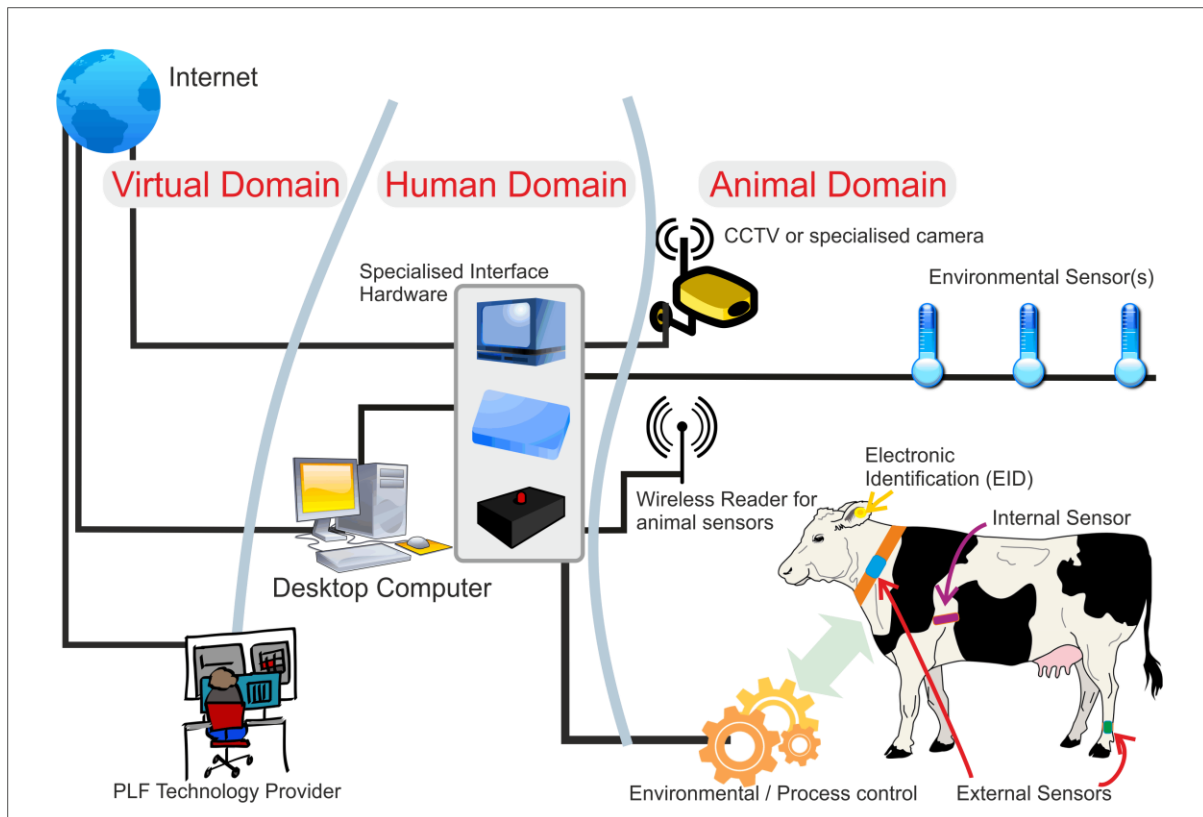 Internet
Virtual Domain
Human Domain
Animal Domain
CCTV or specialised camera
Specialised Interface
Hardware
Environmental Sensor(s)
Electronic
Identification (EID)
Wireless Reader for
animal sensors
Internal Sensor
Desktop Computer
PLF Technology Provider
Environmental / Process control
External Sensors